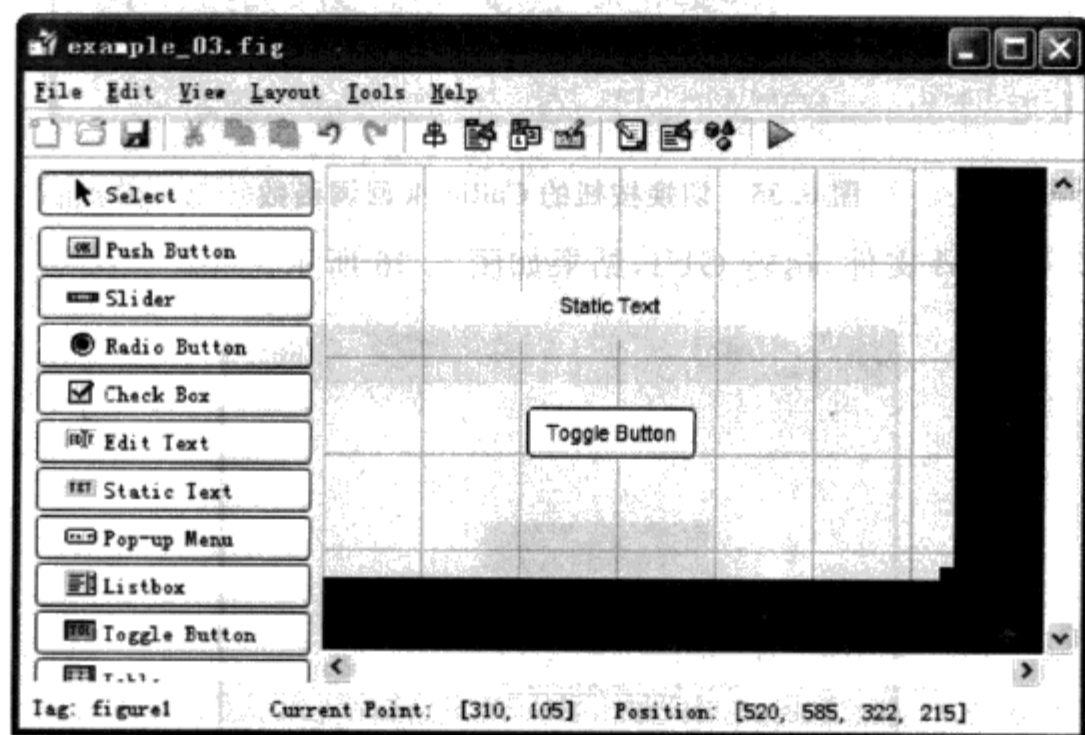 example_03.fig
File Edit View Layout Tools Help
Select
Push Button
Slider
Radio Button
Check Box
Edit Text
Static Text
Pop-up Menu
Listbox
Toggle Button
Static Text
Toggle Button
Tag: figure1 Current Point: [310, 105] Position: [520, 585, 322, 215]